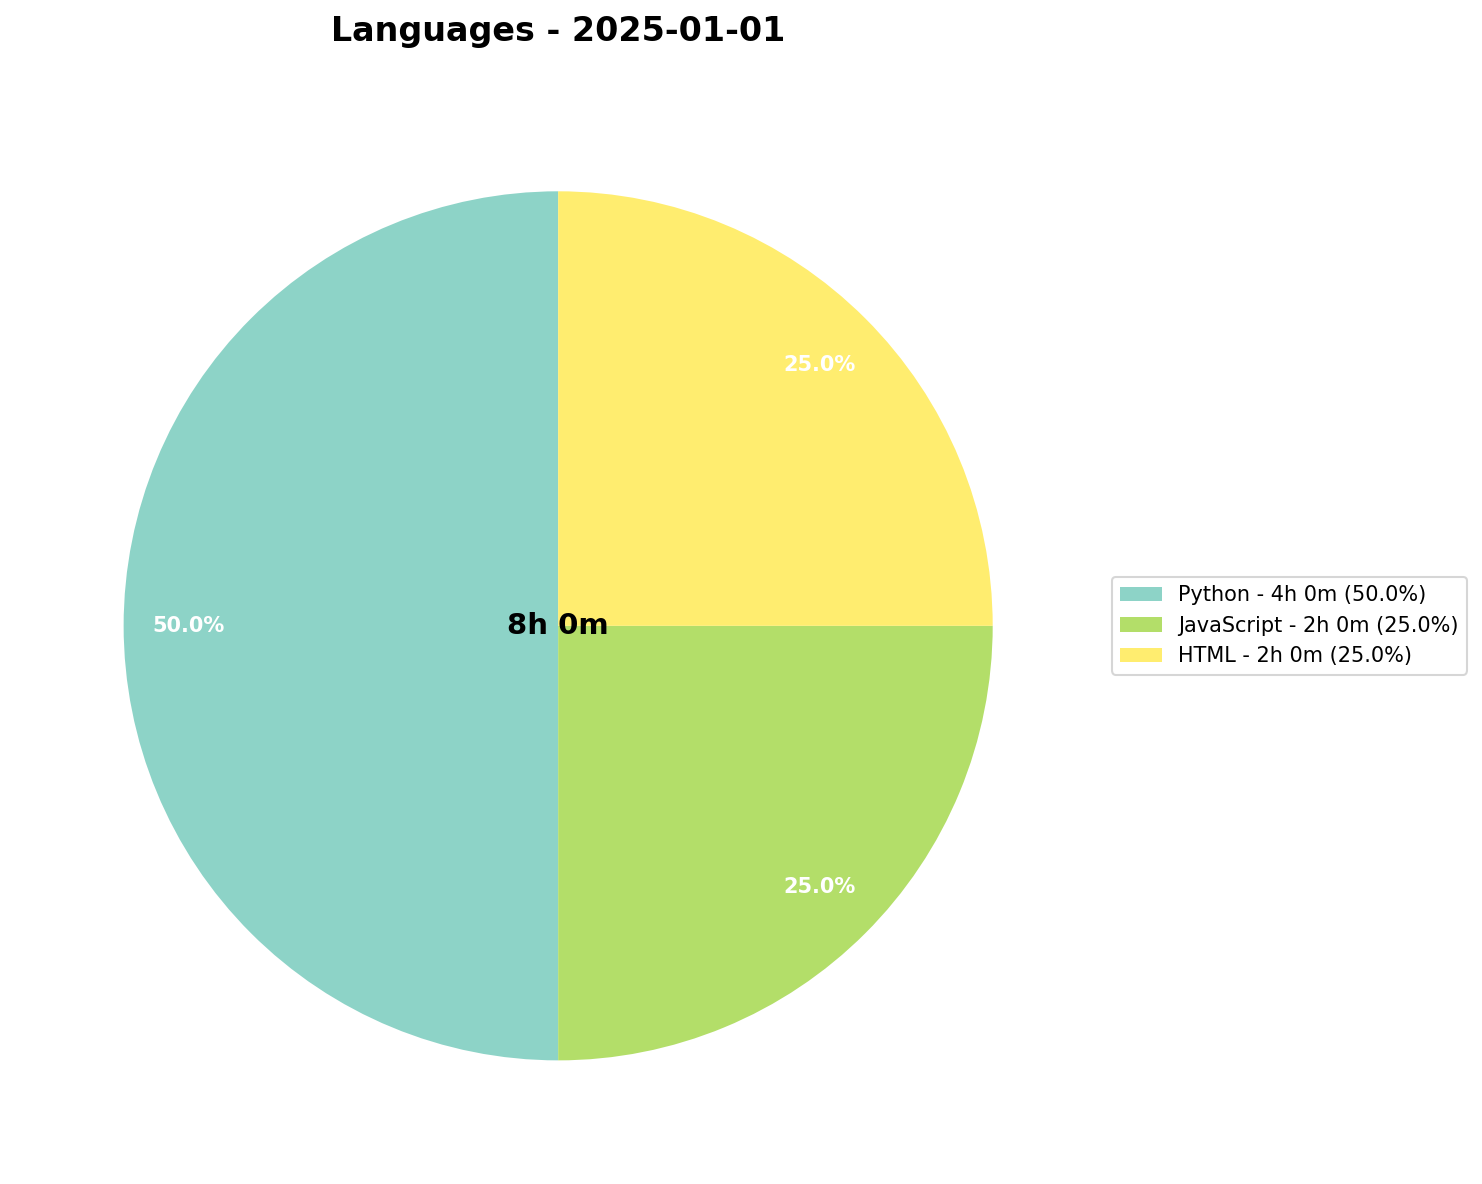 Languages - 2025-01-01
25.0%
50.0%
8h 0m
25.0%
Python - 4h 0m (50.0%)
JavaScript - 2h 0m (25.0%)
HTML - 2h 0m (25.0%)